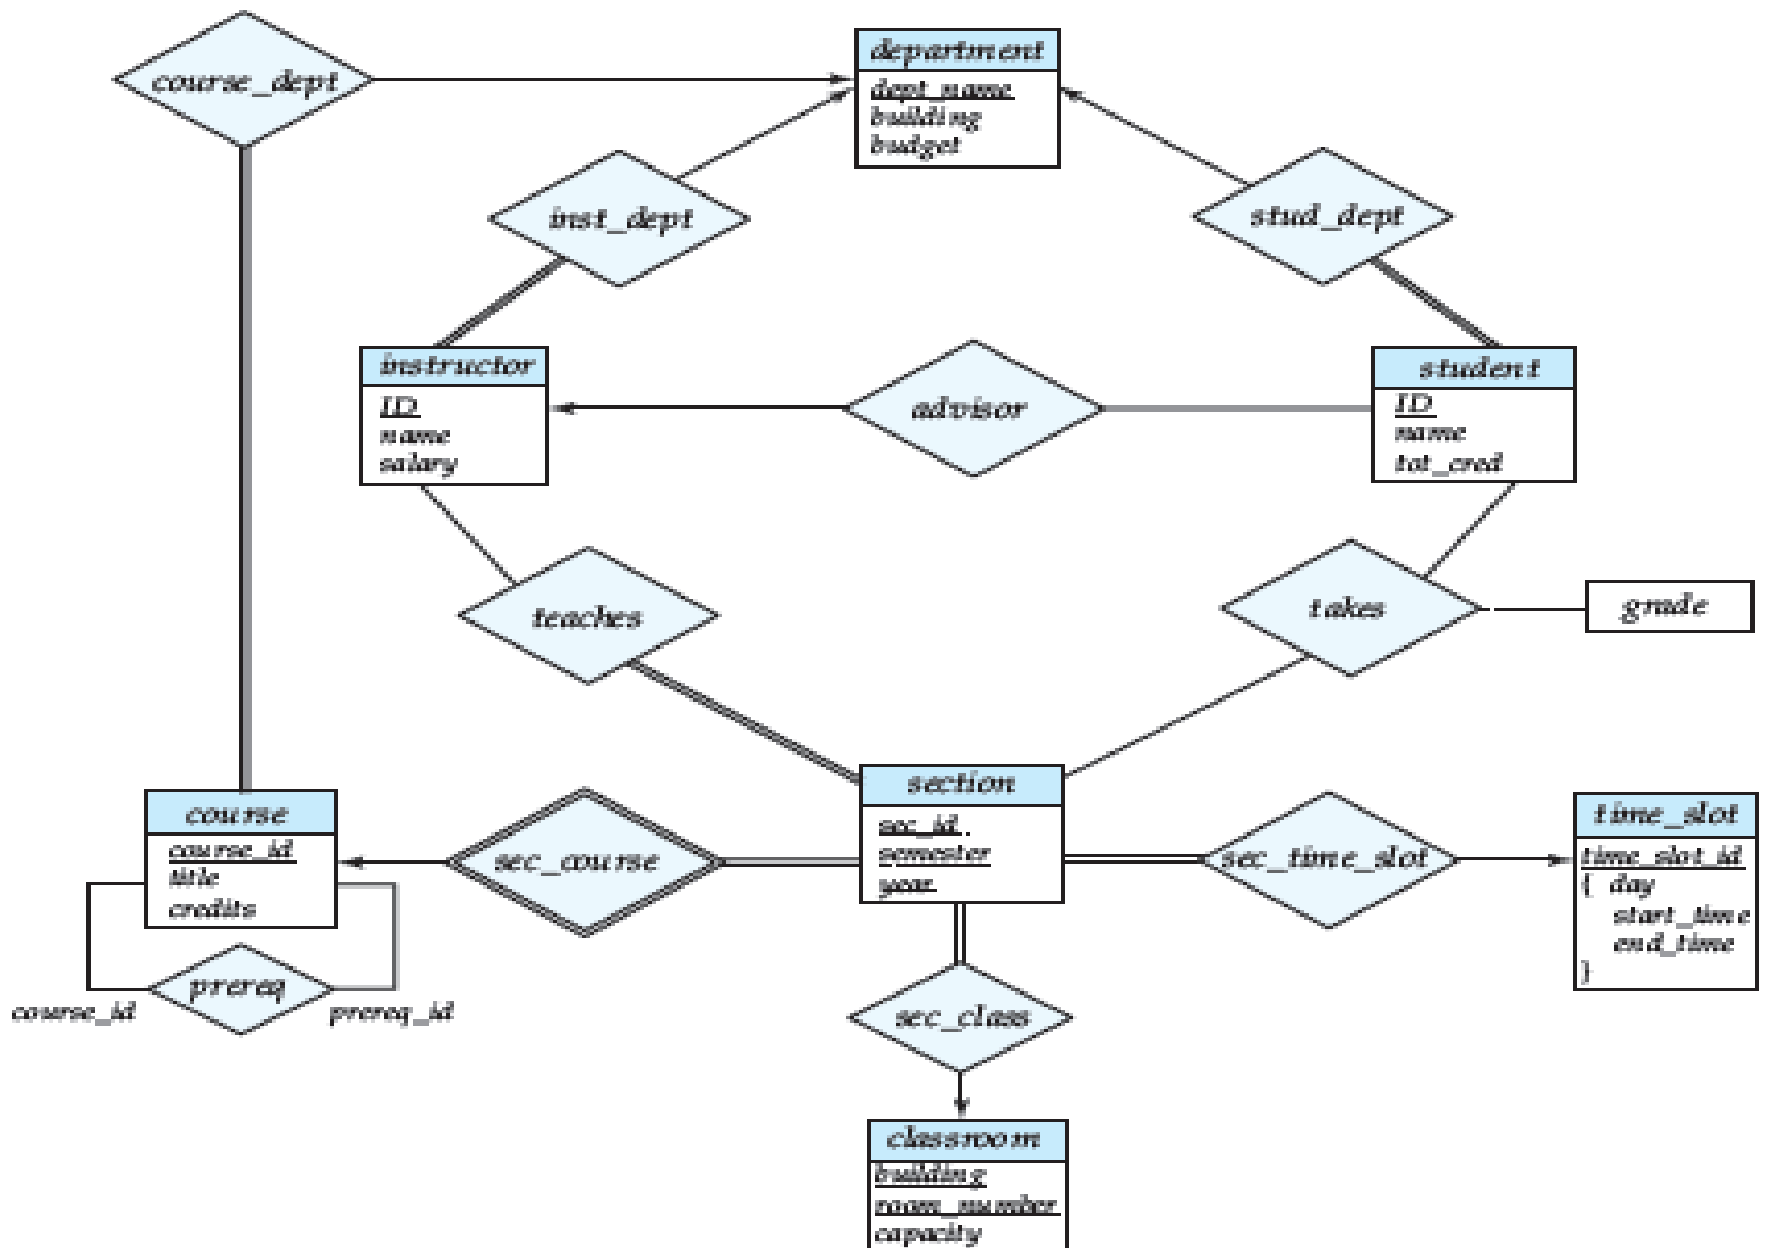 course_dept
department
dept_name
building
budget
inst_dept
stud_dept
instructor
ID
name
salary
advisor
student
ID
name
tot_cred
teaches
takes
grade
course
course_id
title
credits
sec_course
section
sec_id
semester
year
sec_time_slot
time_slot
time_slot_id
{ day
start_time
end_time
}
prereq
course_id
prereq_id
sec_class
classroom
building
room_number
capacity